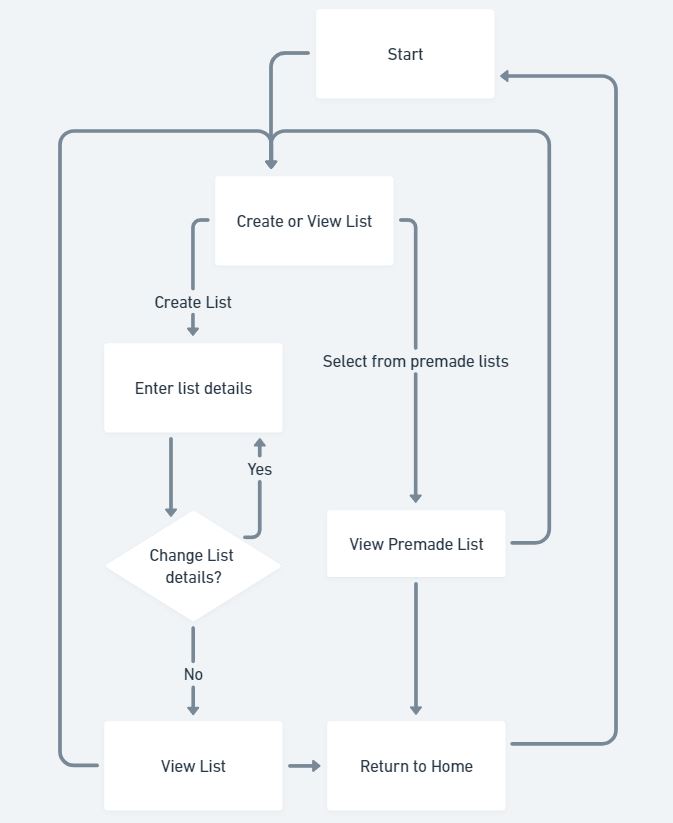 Start
Create or View List
Create List
Select from premade lists
Enter list details
Yes
View Premade List
Change List
details?
No
View List
Return to Home